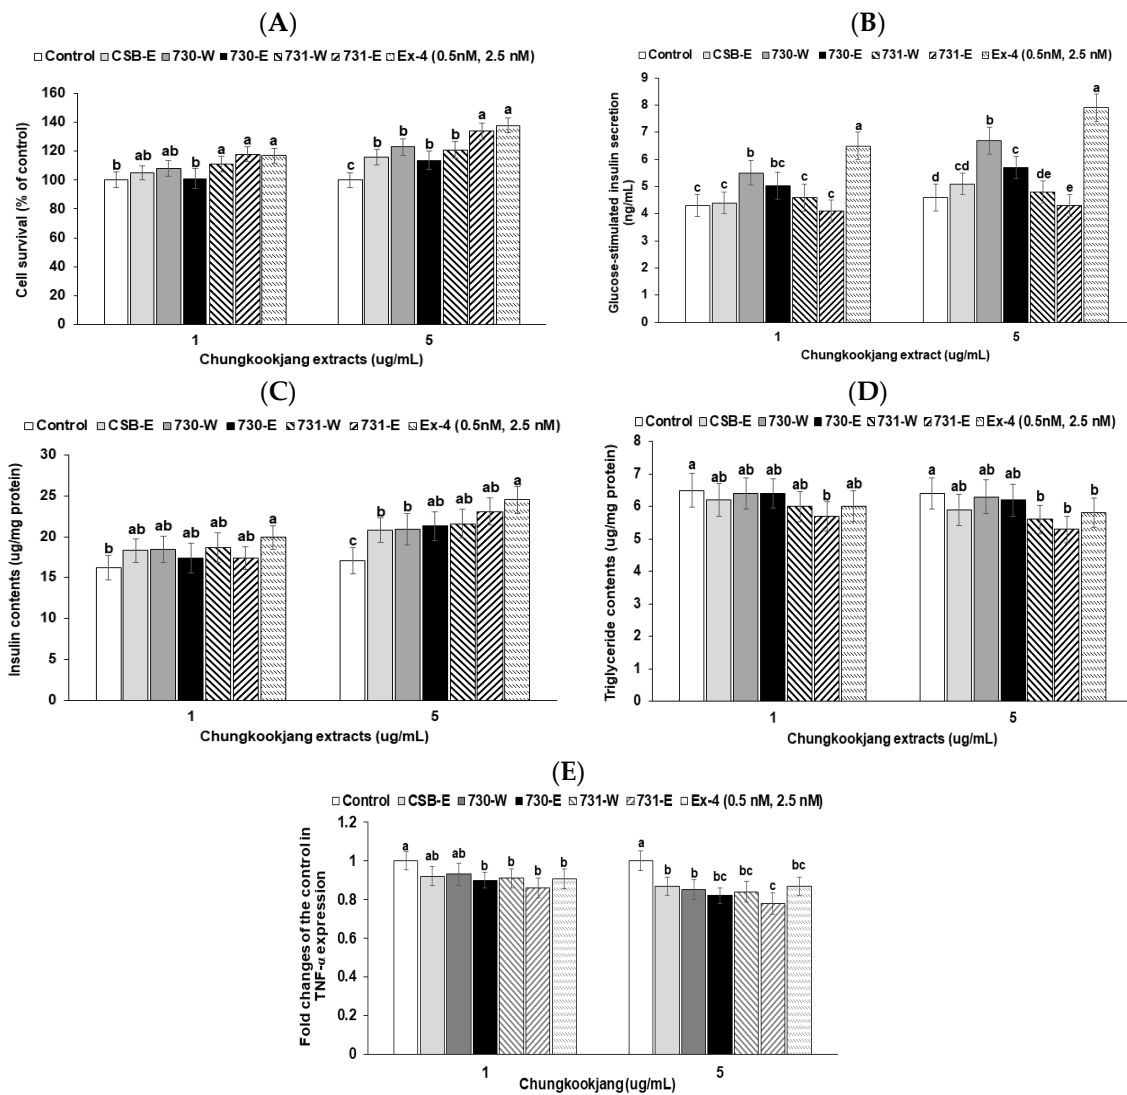 (A)
Control CSB-E 730-W 730-E 731-W 731-E Ex-4 (0.5nM, 2.5 nM)
Cell survival (% of control)
160
140
120
100
80
60
40
20
0
b ab ab b a a a
c b b b b a a
1 5
Chungkookjang extracts (ug/mL)
(B)
Control CSB-E 730-W 730-E 731-W 731-E Ex-4 (0.5nM, 2.5 nM)
Glucose-stimulated insulin secretion
(ng/mL)
9
8
7
6
5
4
3
2
1
0
c c b bc c c a
d cd b c de e a
1 5
Chungkookjang extract (ug/mL)
(C)
Control CSB-E 730-W 730-E 731-W 731-E Ex-4 (0.5nM, 2.5 nM)
Insulin contents (ug/mg protein)
30
25
20
15
10
5
0
b ab ab ab ab ab a
c b b ab ab ab a
1 5
Chungkookjang extracts (ug/mL)
(D)
Control CSB-E 730-W 730-E 731-W 731-E Ex-4 (0.5nM, 2.5 nM)
Triglyceride contents (ug/mg protein)
8
7
6
5
4
3
2
1
0
a ab ab ab ab b ab
a ab ab ab b b b
1 5
Chungkookjang extracts (ug/mL)
(E)
Control CSB-E 730-W 730-E 731-W 731-E Ex-4 (0.5 nM, 2.5 nM)
Fold changes of the control in
TNF-α expression
1.2
1
0.8
0.6
0.4
0.2
0
a ab ab b b b b
a b b bc bc c bc
1 5
Chungkookjang (ug/mL)